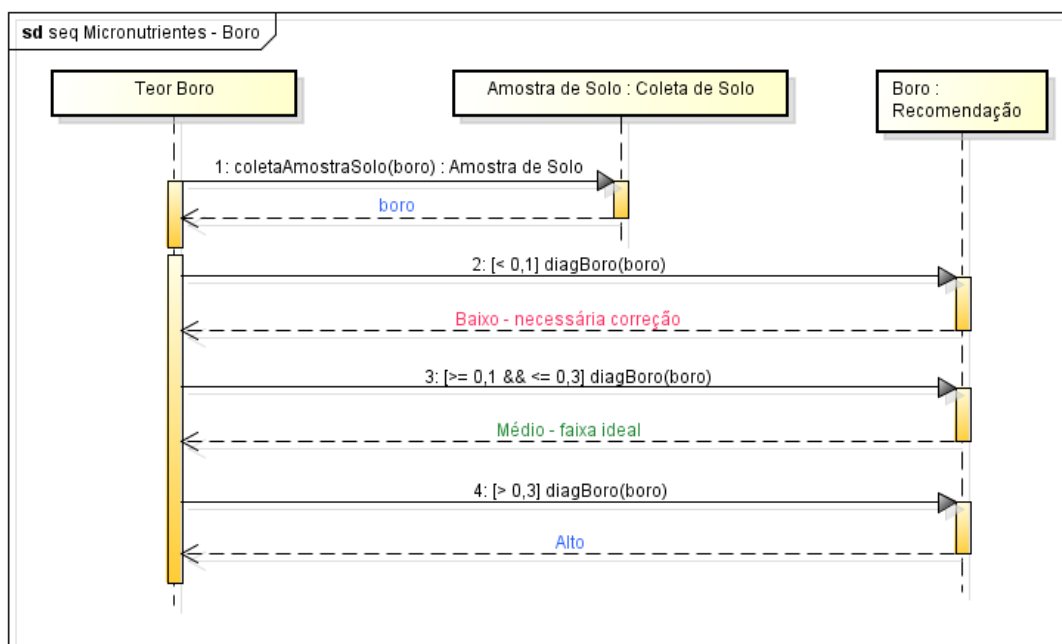 sd seq Micronutrientes - Boro
Teor Boro
Amostra de Solo : Coleta de Solo
Boro :
Recomendação
1: coletaAmostraSolo(boro) : Amostra de Solo
boro
2: [< 0,1] diagBoro(boro)
Baixo - necessária correção
3: [>= 0,1 && <= 0,3] diagBoro(boro)
Médio - faixa ideal
4: [> 0,3] diagBoro(boro)
Alto